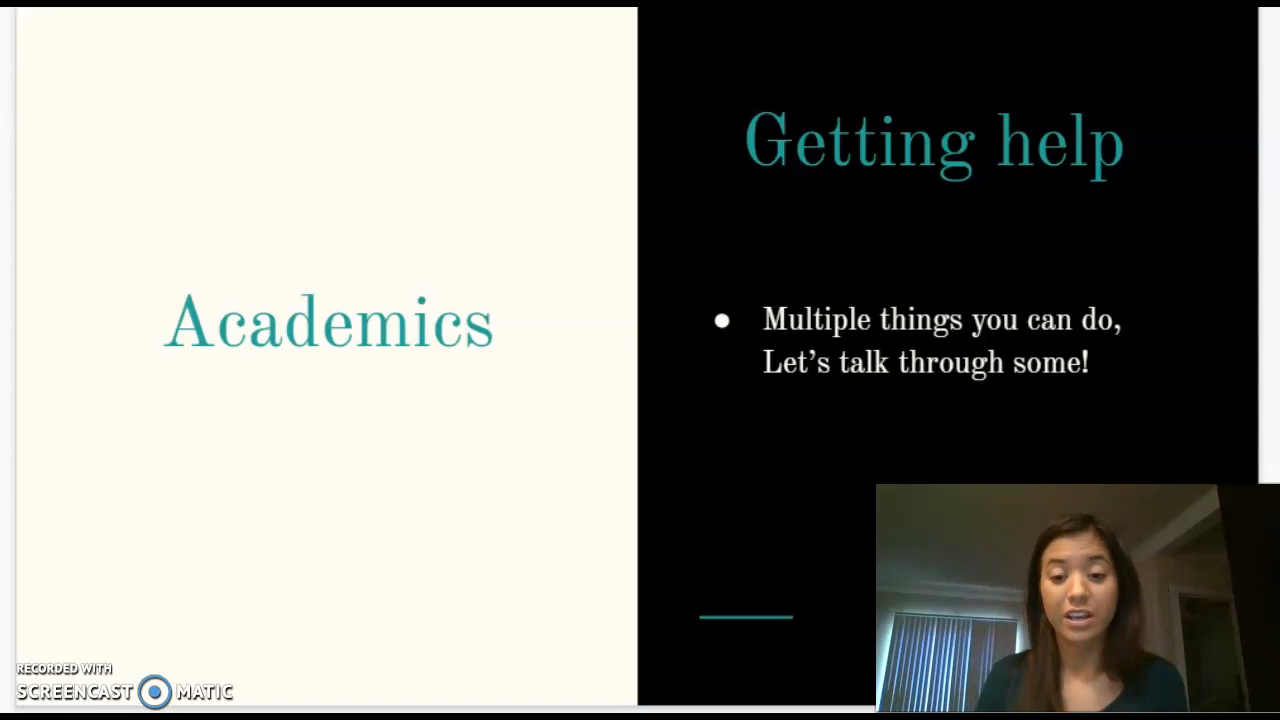 Academics
Getting help
● Multiple things you can do,
Let's talk through some!
RECORDED WITH
SCREENCAST MATIC